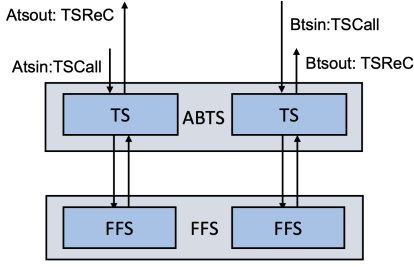 Atsout: TSReC
Btsin:TSCall
Atsin:TSCall
Btsout: TSReC
TS
ABTS
TS
FFS
FFS
FFS